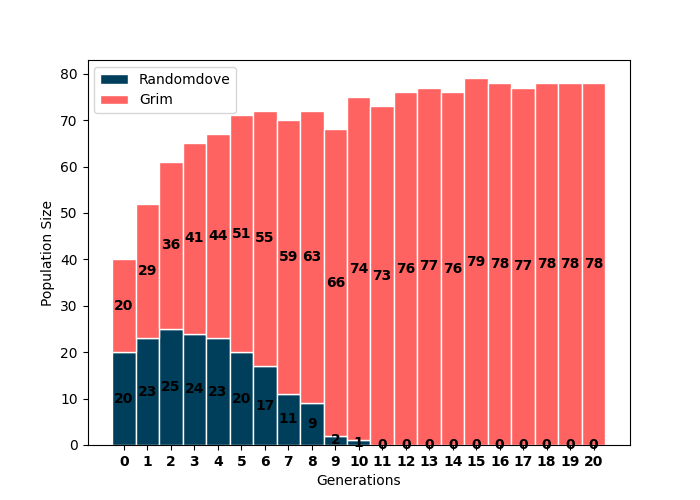 Randomdove
Grim
Population Size
80
70
60
50
40
30
20
10
0
20 29 36 41 44 51 55 59 63 66 74 73 76 77 76 79 78 77 78 78 78
20 23 25 24 23 20 17 11 9 2 1 0 0 0 0 0 0 0 0 0 0
0 1 2 3 4 5 6 7 8 9 10 11 12 13 14 15 16 17 18 19 20
Generations